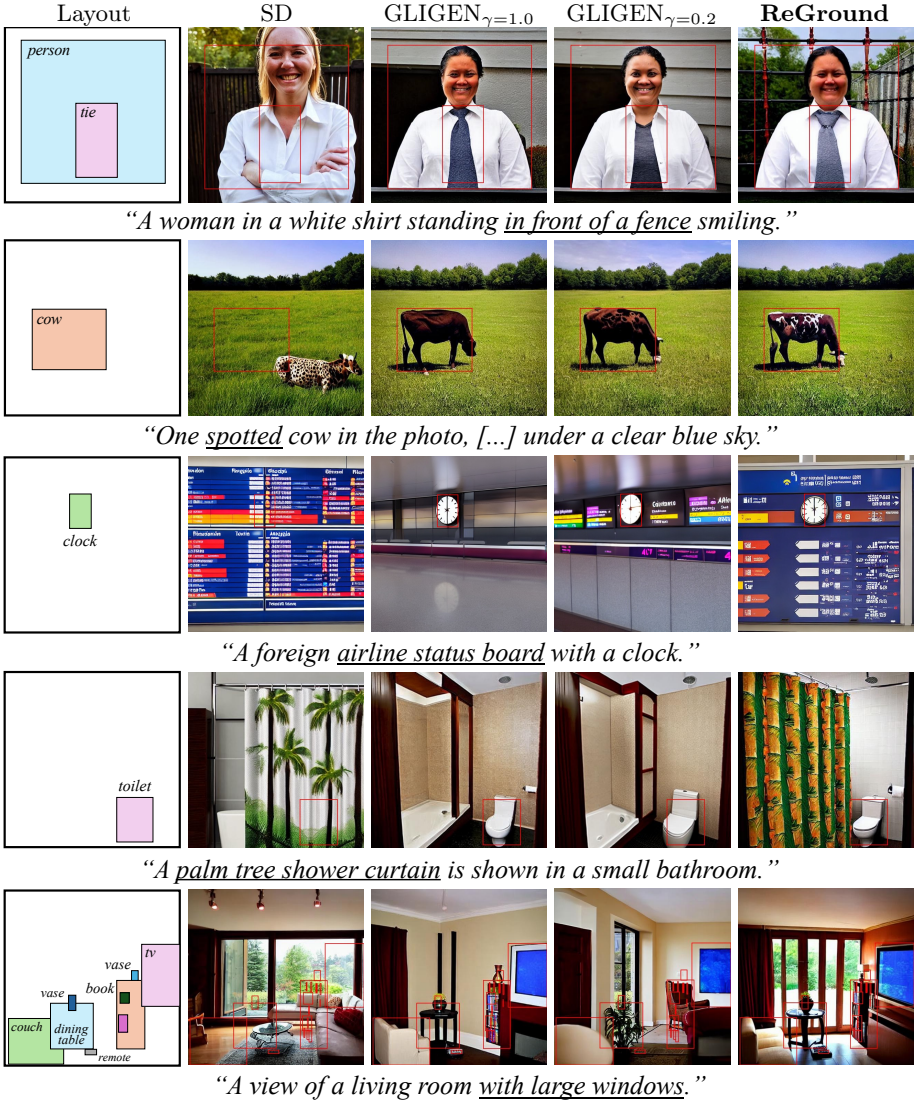 Layout SD GLIGENγ=1.0 GLIGENγ=0.2 ReGround
person
tie
“A woman in a white shirt standing in front of a fence smiling.”
cow
“One spotted cow in the photo, [...] under a clear blue sky.”
clock
“A foreign airline status board with a clock.”
toilet
“A palm tree shower curtain is shown in a small bathroom.”
tv
vase
book
vase
couch
dining
table
remote
“A view of a living room with large windows.”